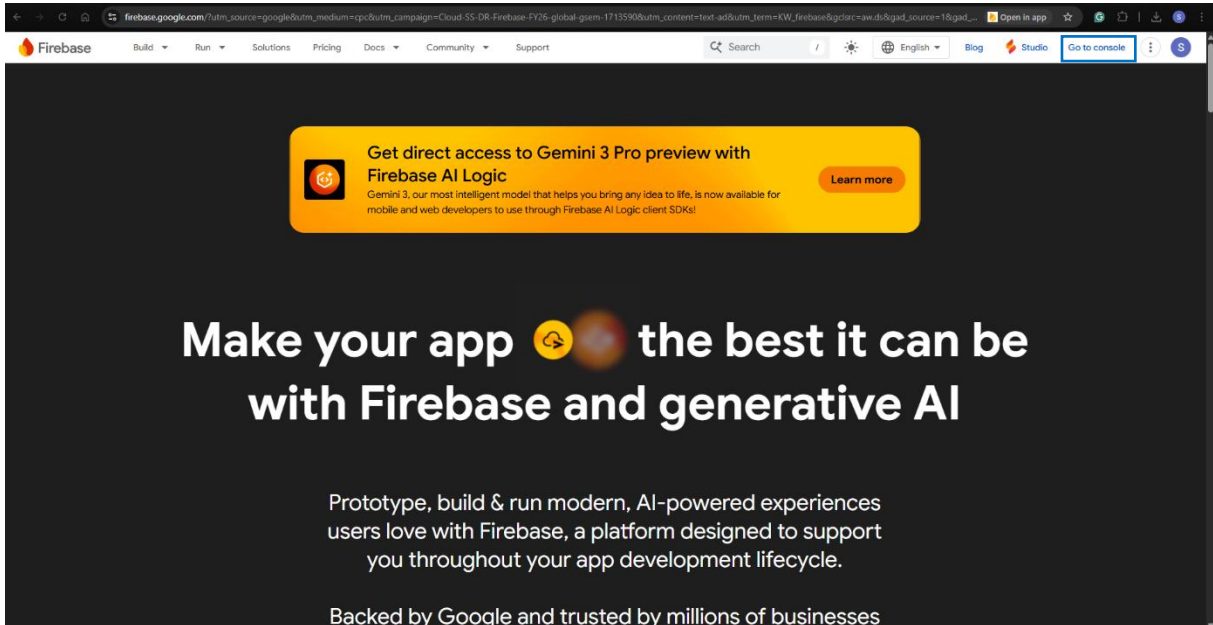 firebase.google.com/?utm_source=google&utm_medium=cpc&utm_campaign=Cloud-SS-DR-Firebase-FY26-global-gsem-1713590&utm_content=text-ad&utm_term=KW_firebase&gclsrc=aw.ds&gad_source=1&gad_... Open in app S
Firebase Build Run Solutions Pricing Docs Community Support Search / English Blog Studio Go to console S
Get direct access to Gemini 3 Pro preview with
Firebase AI Logic
Gemini 3, our most intelligent model that helps you bring any idea to life, is now available for
mobile and web developers to use through Firebase AI Logic client SDKs!
Learn more
Make your app the best it can be
with Firebase and generative AI
Prototype, build & run modern, AI-powered experiences
users love with Firebase, a platform designed to support
you throughout your app development lifecycle.
Backed by Google and trusted by millions of businesses